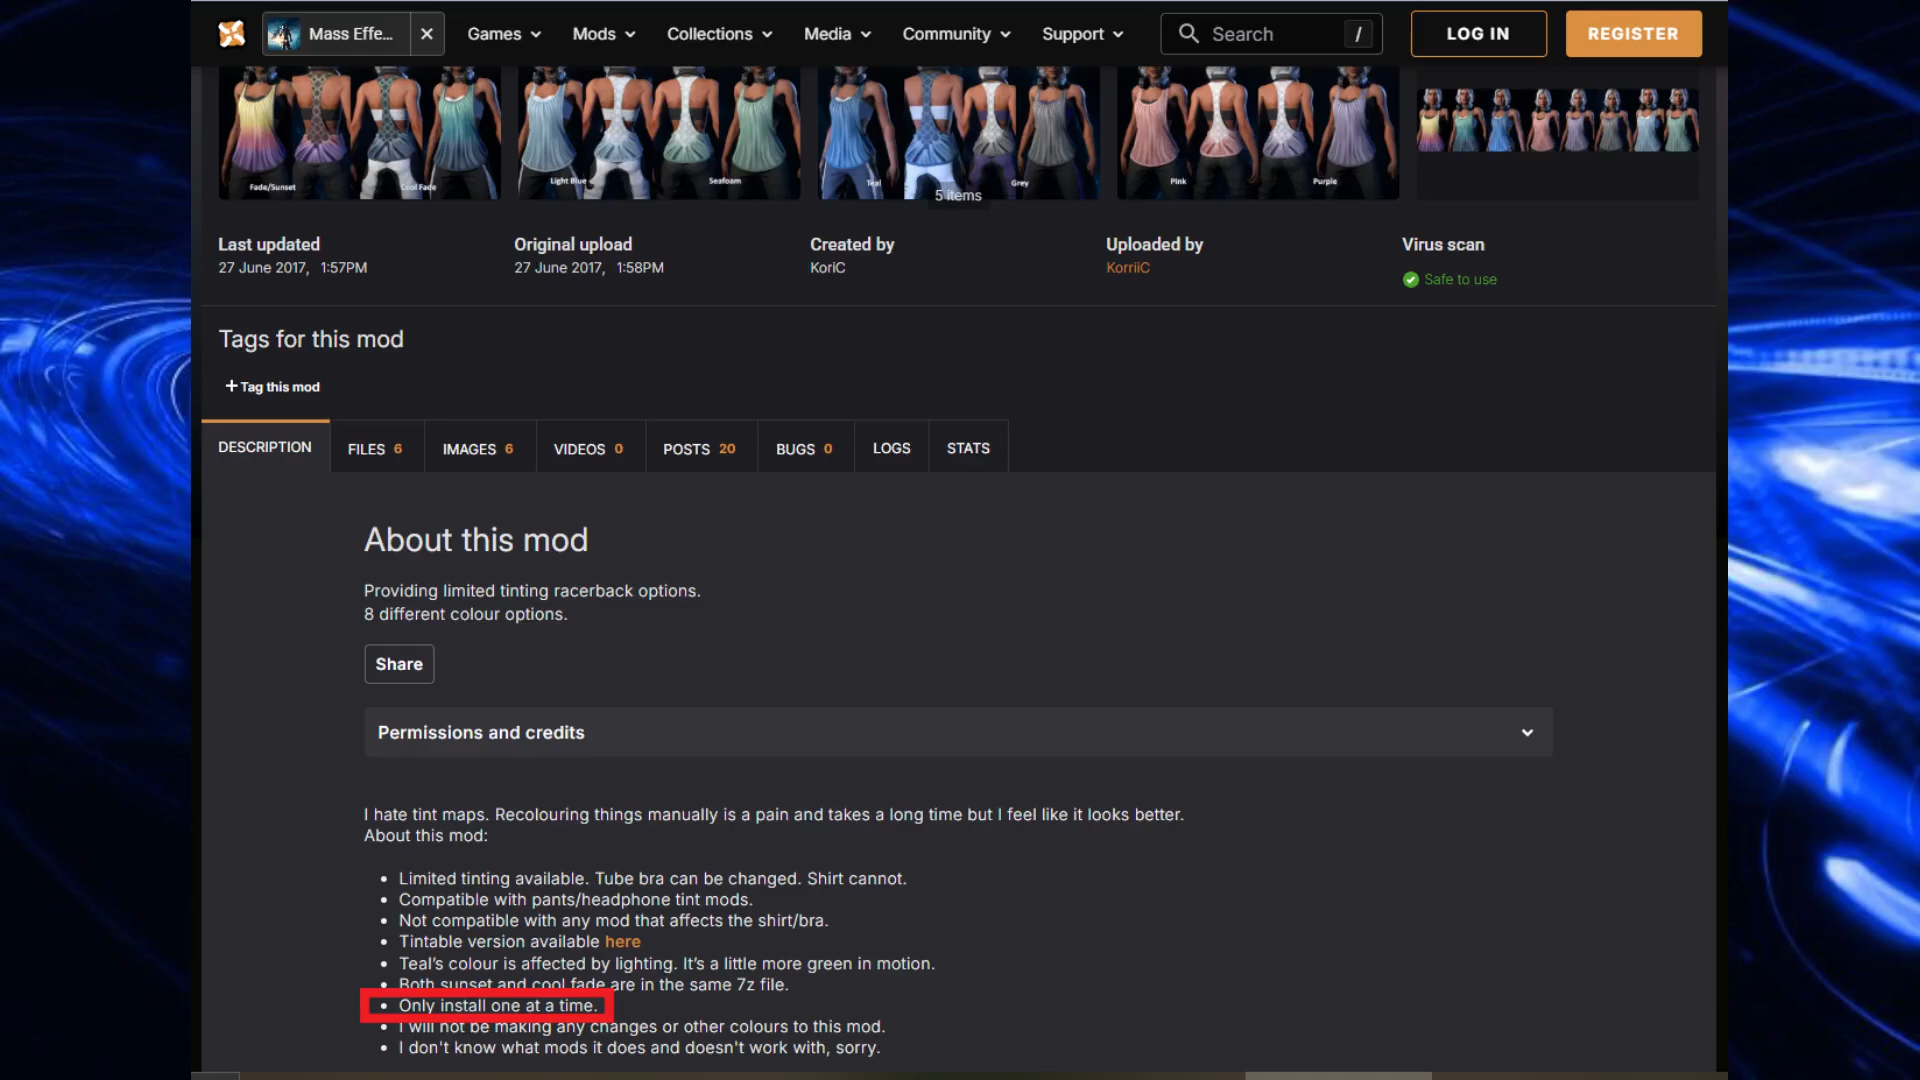 Mass Effe...
Games
Mods
Collections
Media
Community
Support
Search
/
LOG IN
REGISTER
Fade/Sunset
Cool Fade
Light Blue
Seafoam
Teal
Grey
Pink
Purple
5 items
Last updated
27 June 2017, 1:57PM
Original upload
27 June 2017, 1:58PM
Created by
KoriC
Uploaded by
KorriiC
Virus scan
Safe to use
Tags for this mod
+ Tag this mod
DESCRIPTION
FILES 6
IMAGES 6
VIDEOS 0
POSTS 20
BUGS 0
LOGS
STATS
About this mod
Providing limited tinting racerback options.
8 different colour options.
Share
Permissions and credits
I hate tint maps. Recolouring things manually is a pain and takes a long time but I feel like it looks better.
About this mod:
• Limited tinting available. Tube bra can be changed. Shirt cannot.
• Compatible with pants/headphone tint mods.
• Not compatible with any mod that affects the shirt/bra.
• Tintable version available here
• Teal’s colour is affected by lighting. It’s a little more green in motion.
• Both sunset and cool fade are in the same 7z file.
• Only install one at a time.
• I will not be making any changes or other colours to this mod.
• I don't know what mods it does and doesn't work with, sorry.